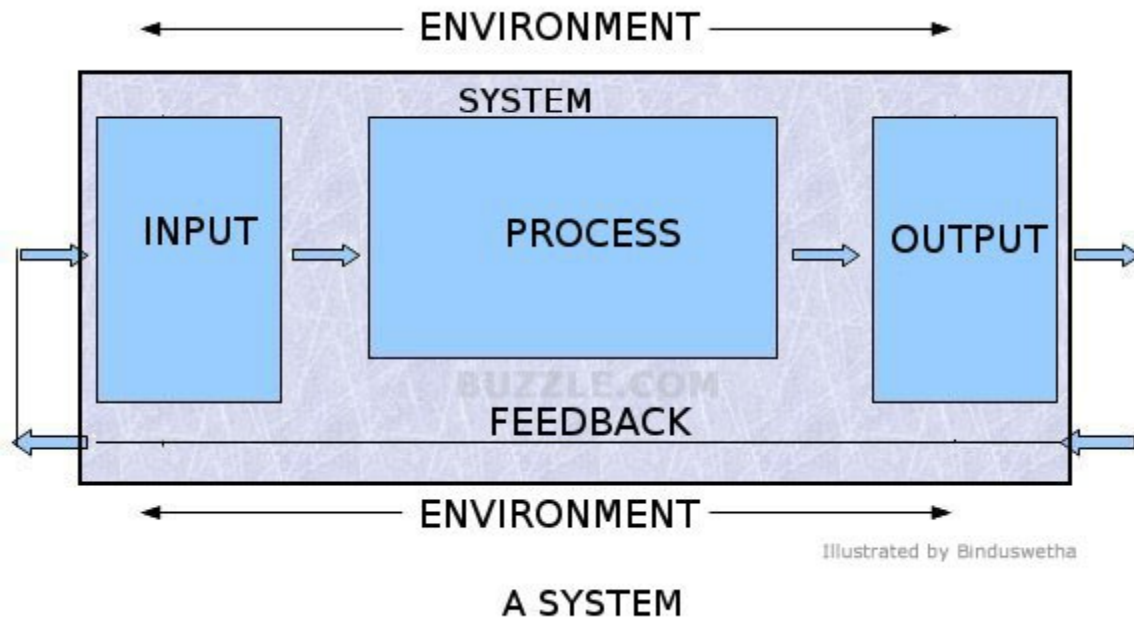 ENVIRONMENT
SYSTEM
INPUT
PROCESS
OUTPUT
BUZZLE.COM
FEEDBACK
ENVIRONMENT
Illustrated by Binduswetha
A SYSTEM